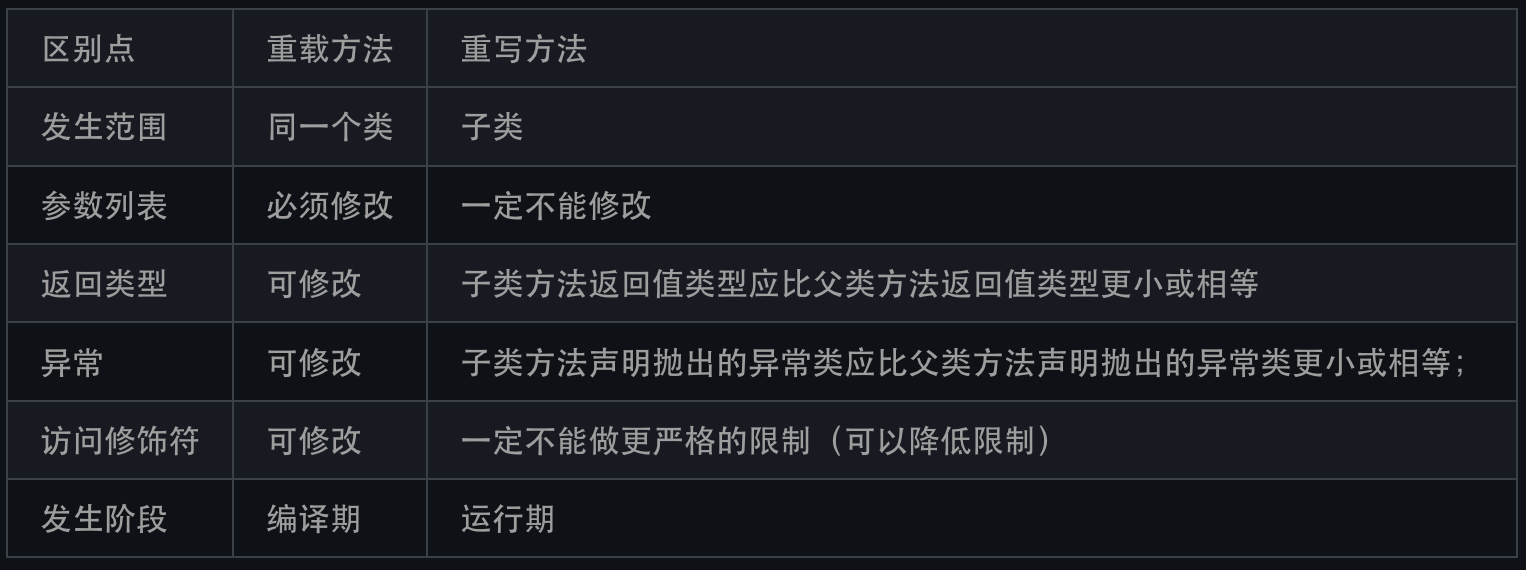 区别点 重载方法 重写方法
发生范围 同一个类 子类
参数列表 必须修改 一定不能修改
返回类型 可修改 子类方法返回值类型应比父类方法返回值类型更小或相等
异常 可修改 子类方法声明抛出的异常类应比父类方法声明抛出的异常类更小或相等；
访问修饰符 可修改 一定不能做更严格的限制（可以降低限制）
发生阶段 编译期 运行期